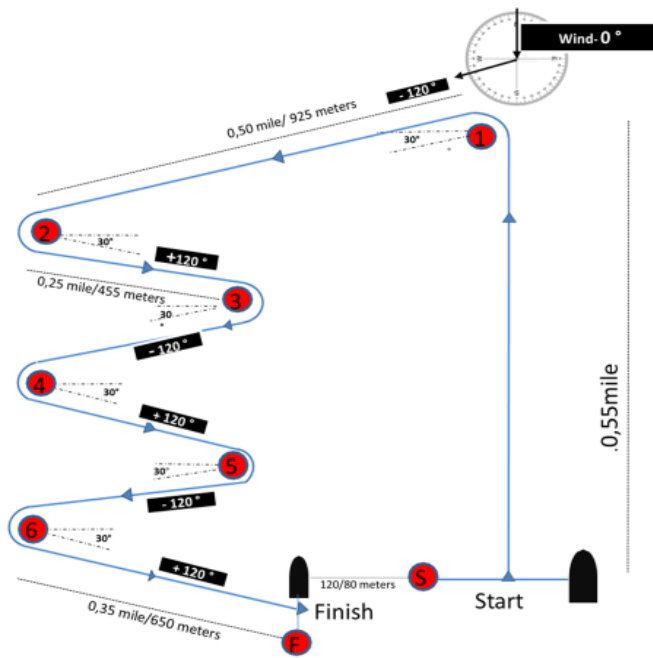 Wind- 0 °
- 120 °
0,50 mile/ 925 meters
1
30°
2
30°
+120 °
0,25 mile/455 meters
3
30
°
- 120 °
4
30°
+ 120 °
5
30°
- 120 °
6
30°
+ 120 °
0,35 mile/650 meters
120/80 meters
S
Start
Finish
F
.0,55mile